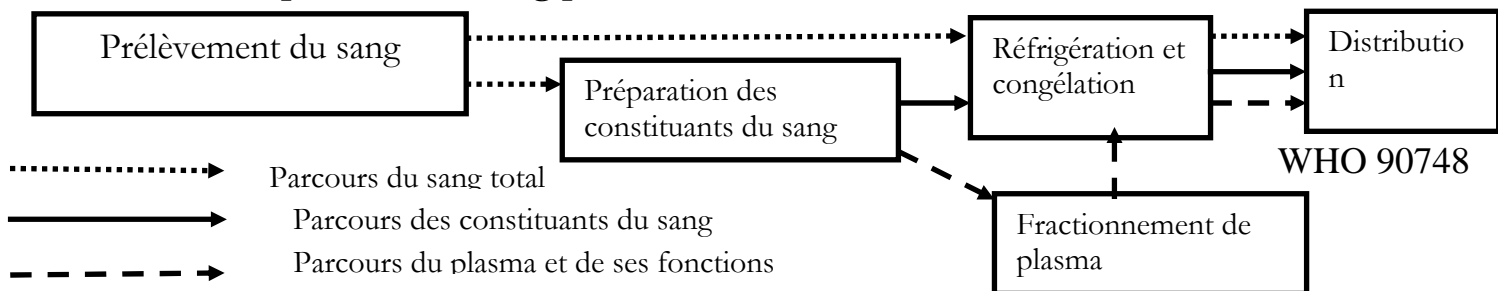 Prélèvement du sang
Réfrigération et
congélation
Distributio
n
Préparation des
constituants du sang
WHO 90748
Parcours du sang total
Parcours des constituants du sang
Parcours du plasma et de ses fonctions
Fractionnement de
plasma